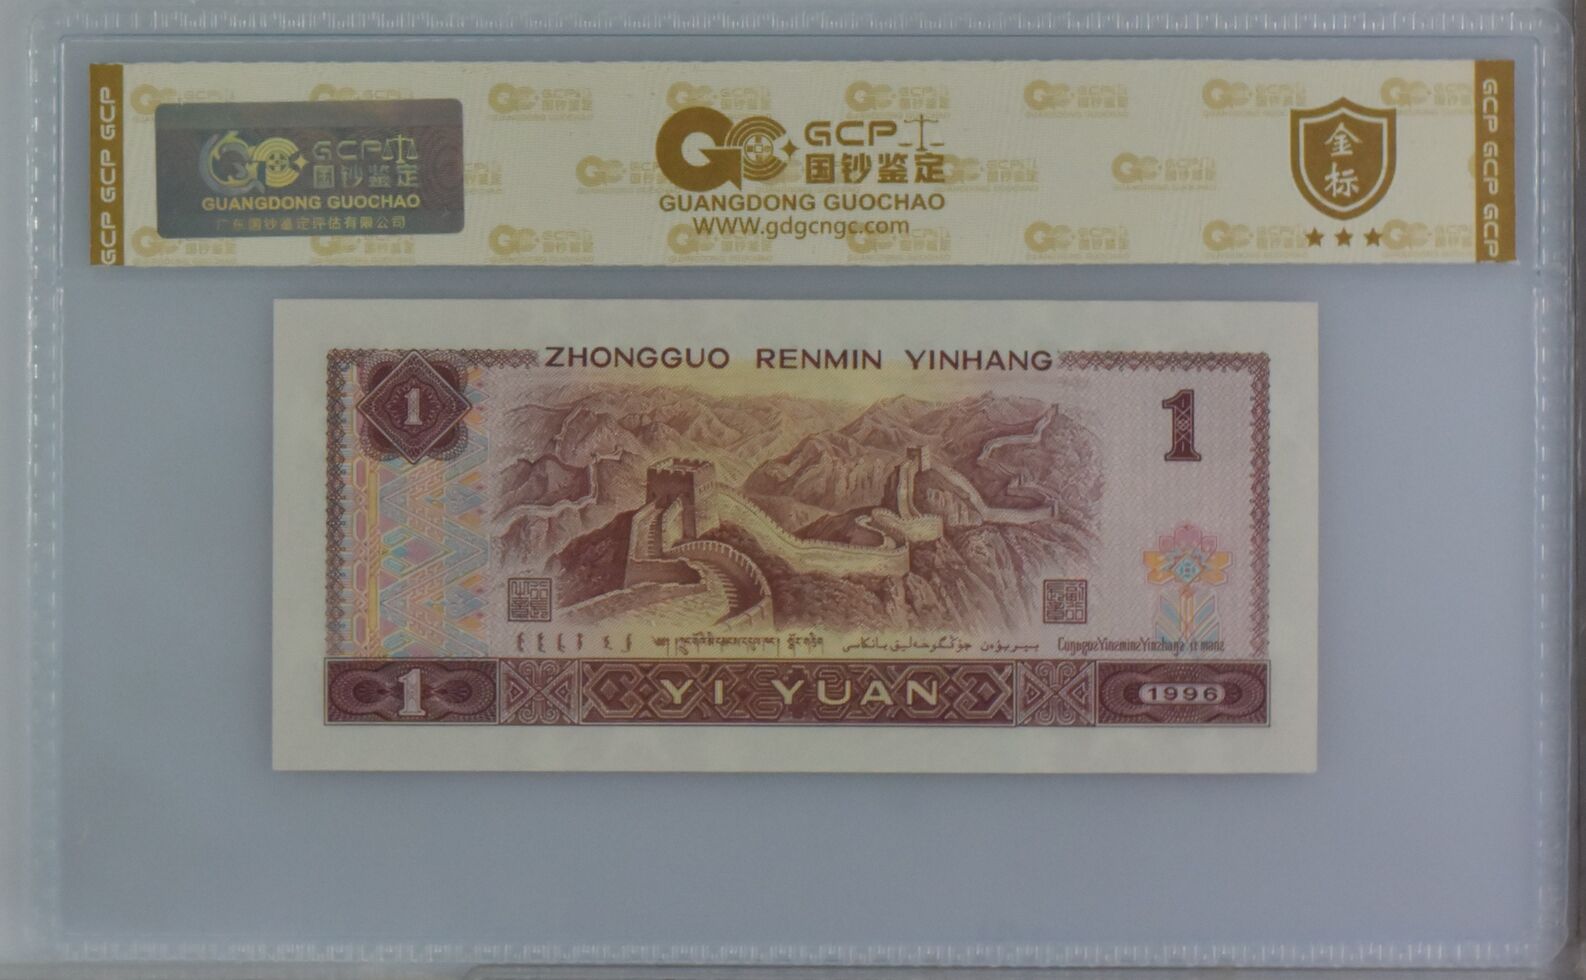 GCP GCP GCP
GCP
国钞鉴定
GUANGDONG GUOCHAO
广东国钞鉴定评估有限公司
GCP
国钞鉴定
GUANGDONG GUOCHAO
WWW.gdgcngc.com
金标
GCP GCP GCP
ZHONGGUO RENMIN YINHANG
1
1
1
YI YUAN
1996